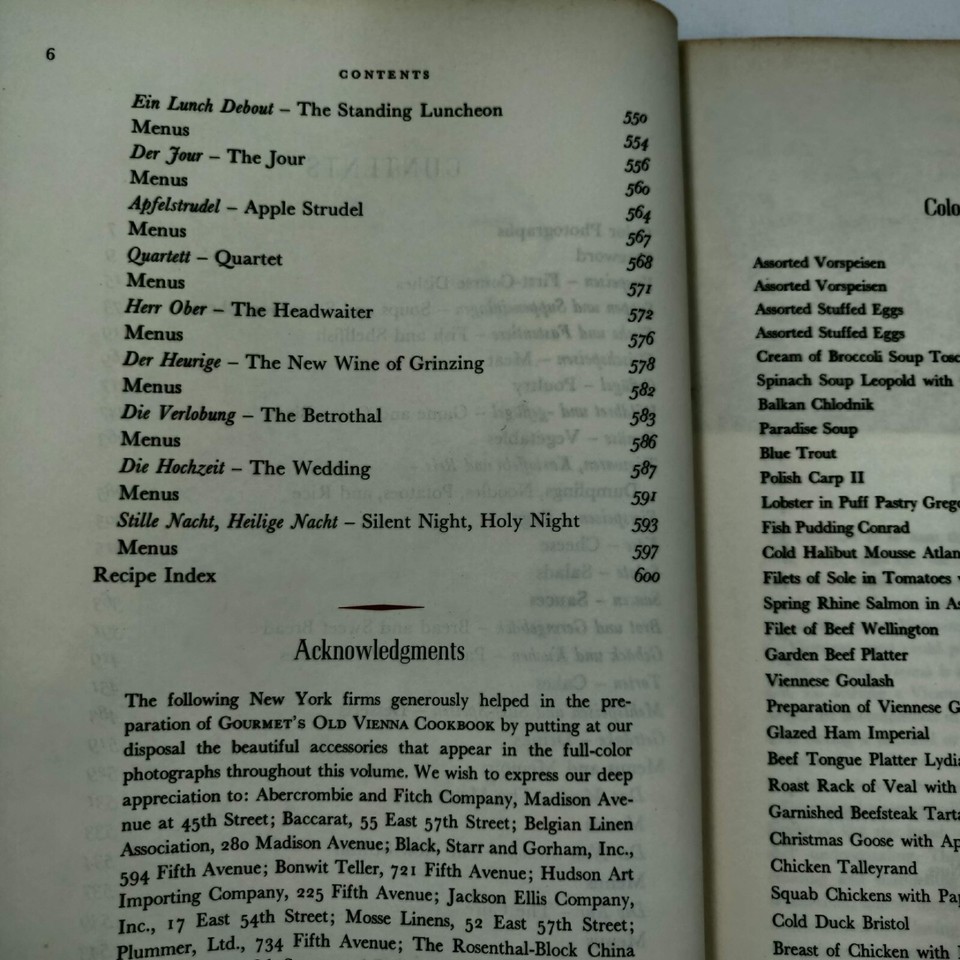 6
CONTENTS
Ein Lunch Debout – The Standing Luncheon 550
Menus 554
Der Jour – The Jour 556
Menus 560
Apfelstrudel – Apple Strudel 564
Menus 567
Quartett – Quartet 568
Menus 571
Herr Ober – The Headwaiter 572
Menus 576
Der Heurige – The New Wine of Grinzing 578
Menus 582
Die Verlobung – The Betrothal 583
Menus 586
Die Hochzeit – The Wedding 587
Menus 591
Stille Nacht, Heilige Nacht – Silent Night, Holy Night 593
Menus 597
Recipe Index 600
Acknowledgments
The following New York firms generously helped in the pre-
paration of GOURMET'S OLD VIENNA COOKBOOK by putting at our
disposal the beautiful accessories that appear in the full-color
photographs throughout this volume. We wish to express our deep
appreciation to: Abercrombie and Fitch Company, Madison Ave-
nue at 45th Street; Baccarat, 55 East 57th Street; Belgian Linen
Association, 280 Madison Avenue; Black, Starr and Gorham, Inc.,
594 Fifth Avenue; Bonwit Teller, 721 Fifth Avenue; Hudson Art
Importing Company, 225 Fifth Avenue; Jackson Ellis Company,
Inc., 17 East 54th Street; Mosse Linens, 52 East 57th Street;
Plummer, Ltd., 734 Fifth Avenue; The Rosenthal-Block China
Colo
Assorted Vorspeisen
Assorted Vorspeisen
Assorted Stuffed Eggs
Assorted Stuffed Eggs
Cream of Broccoli Soup Tosc
Spinach Soup Leopold with
Balkan Chlodnik
Paradise Soup
Blue Trout
Polish Carp II
Lobster in Puff Pastry Grego
Fish Pudding Conrad
Cold Halibut Mousse Atlan
Filets of Sole in Tomatoes
Spring Rhine Salmon in As
Filet of Beef Wellington
Garden Beef Platter
Viennese Goulash
Preparation of Viennese G
Glazed Ham Imperial
Beef Tongue Platter Lydia
Roast Rack of Veal with
Garnished Beefsteak Tarta
Christmas Goose with Ap
Chicken Talleyrand
Squab Chickens with Pap
Cold Duck Bristol
Breast of Chicken with